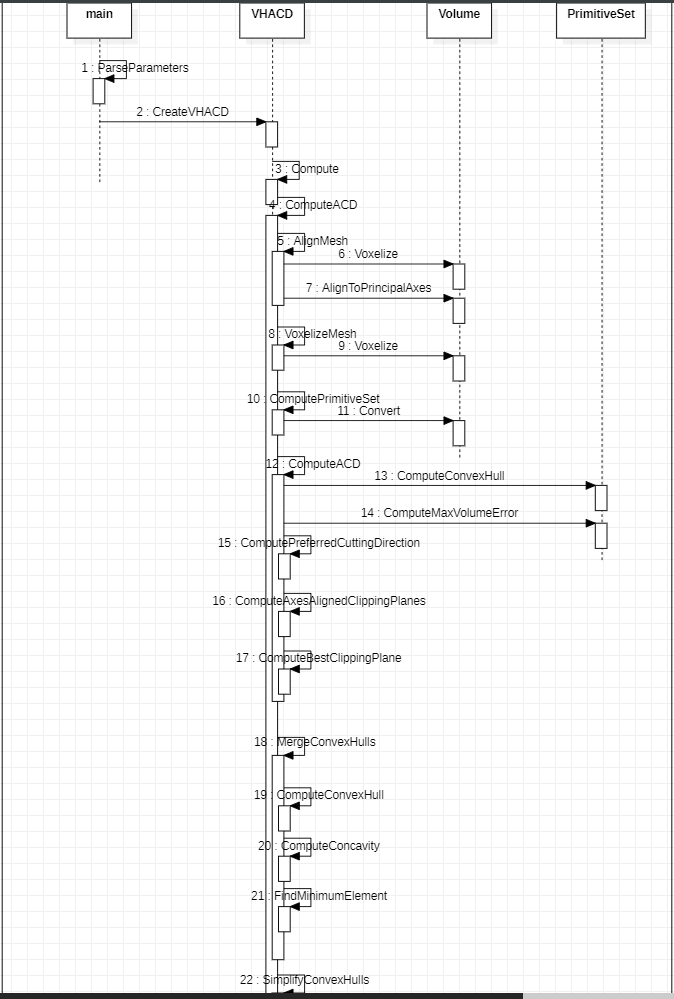 main VHACD Volume PrimitiveSet
1 : ParseParameters
2 : CreateVHACD
3 : Compute
4 : ComputeACD
5 : AlignMesh
6 : Voxelize
7 : AlignToPrincipalAxes
8 : VoxelizeMesh
9 : Voxelize
10 : ComputePrimitiveSet
11 : Convert
12 : ComputeACD
13 : ComputeConvexHull
14 : ComputeMaxVolumeError
15 : ComputePreferredCuttingDirection
16 : ComputeAxesAlignedClippingPlanes
17 : ComputeBestClippingPlane
18 : MergeConvexHulls
19 : ComputeConvexHull
20 : ComputeConcavity
21 : FindMinimumElement
22 : SimplifyConvexHulls